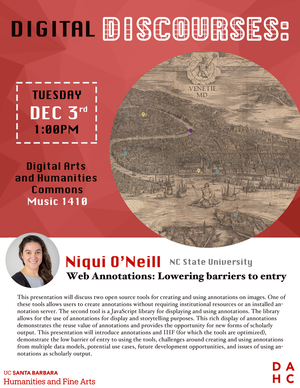 DIGITAL DISCOURSES:
TUESDAY
DEC 3rd
1:00PM
VENETIE
MD
Digital Arts
and Humanities
Commons
Music 1410
Niqui O'Neill NC State University
Web Annotations: Lowering barriers to entry
This presentation will discuss two open source tools for creating and using annotations on images. One of
these tools allows users to create annotations without requiring institutional resources or an installed an-
notation server. The second tool is a JavaScript library for displaying and using annotations. The library
allows for the use of annotations for display and storytelling purposes. This rich display of annotations
demonstrates the reuse value of annotations and provides the opportunity for new forms of scholarly
output. This presentation will introduce annotations and IIIF (for which the tools are optimized),
demonstrate the low barrier of entry to using the tools, challenges around creating and using annotations
from multiple data models, potential use cases, future development opportunities, and issues of using an-
notations as scholarly output.
UC SANTA BARBARA
Humanities and Fine Arts
D A
H C